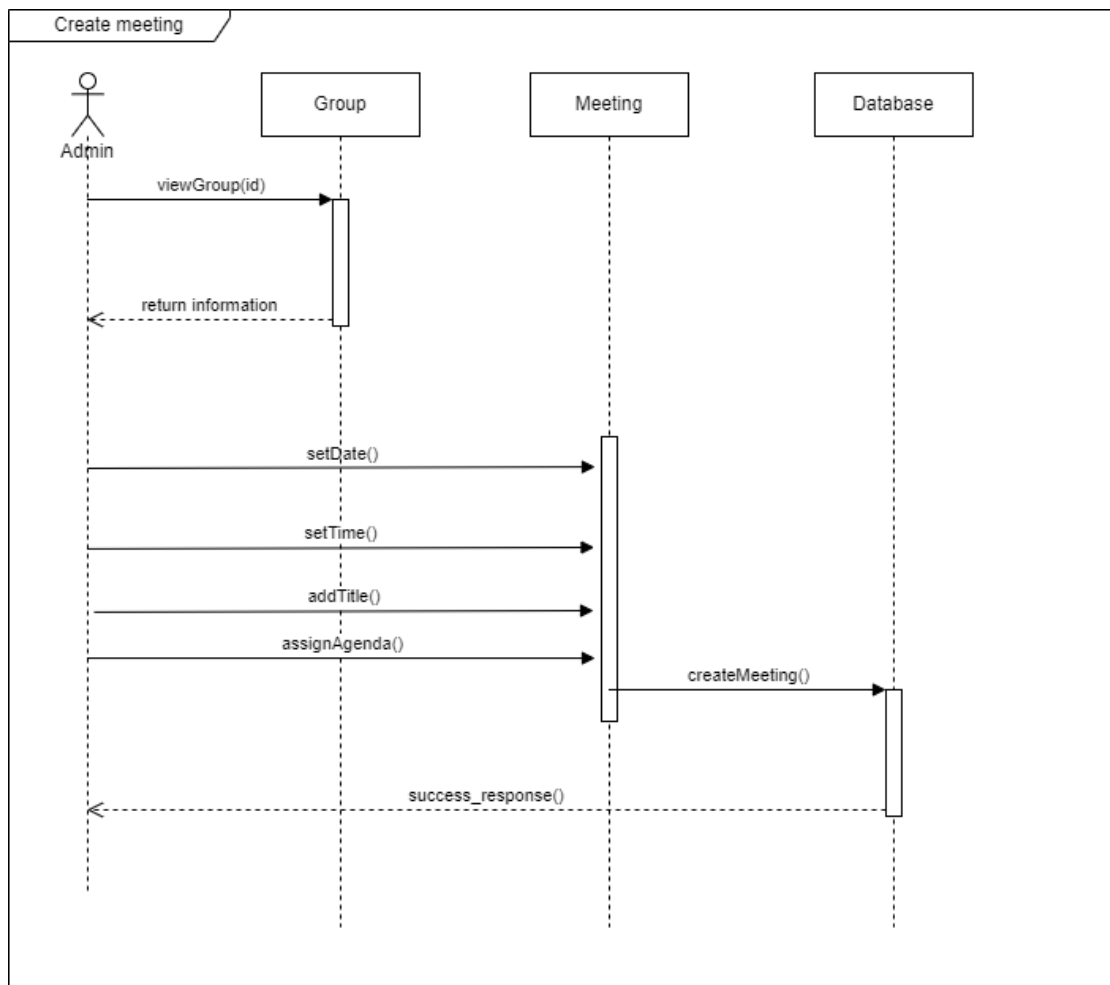 Create meeting
Group
Meeting
Database
Admin
viewGroup(id)
return information
setDate()
setTime()
addTitle()
assignAgenda()
createMeeting()
success_response()